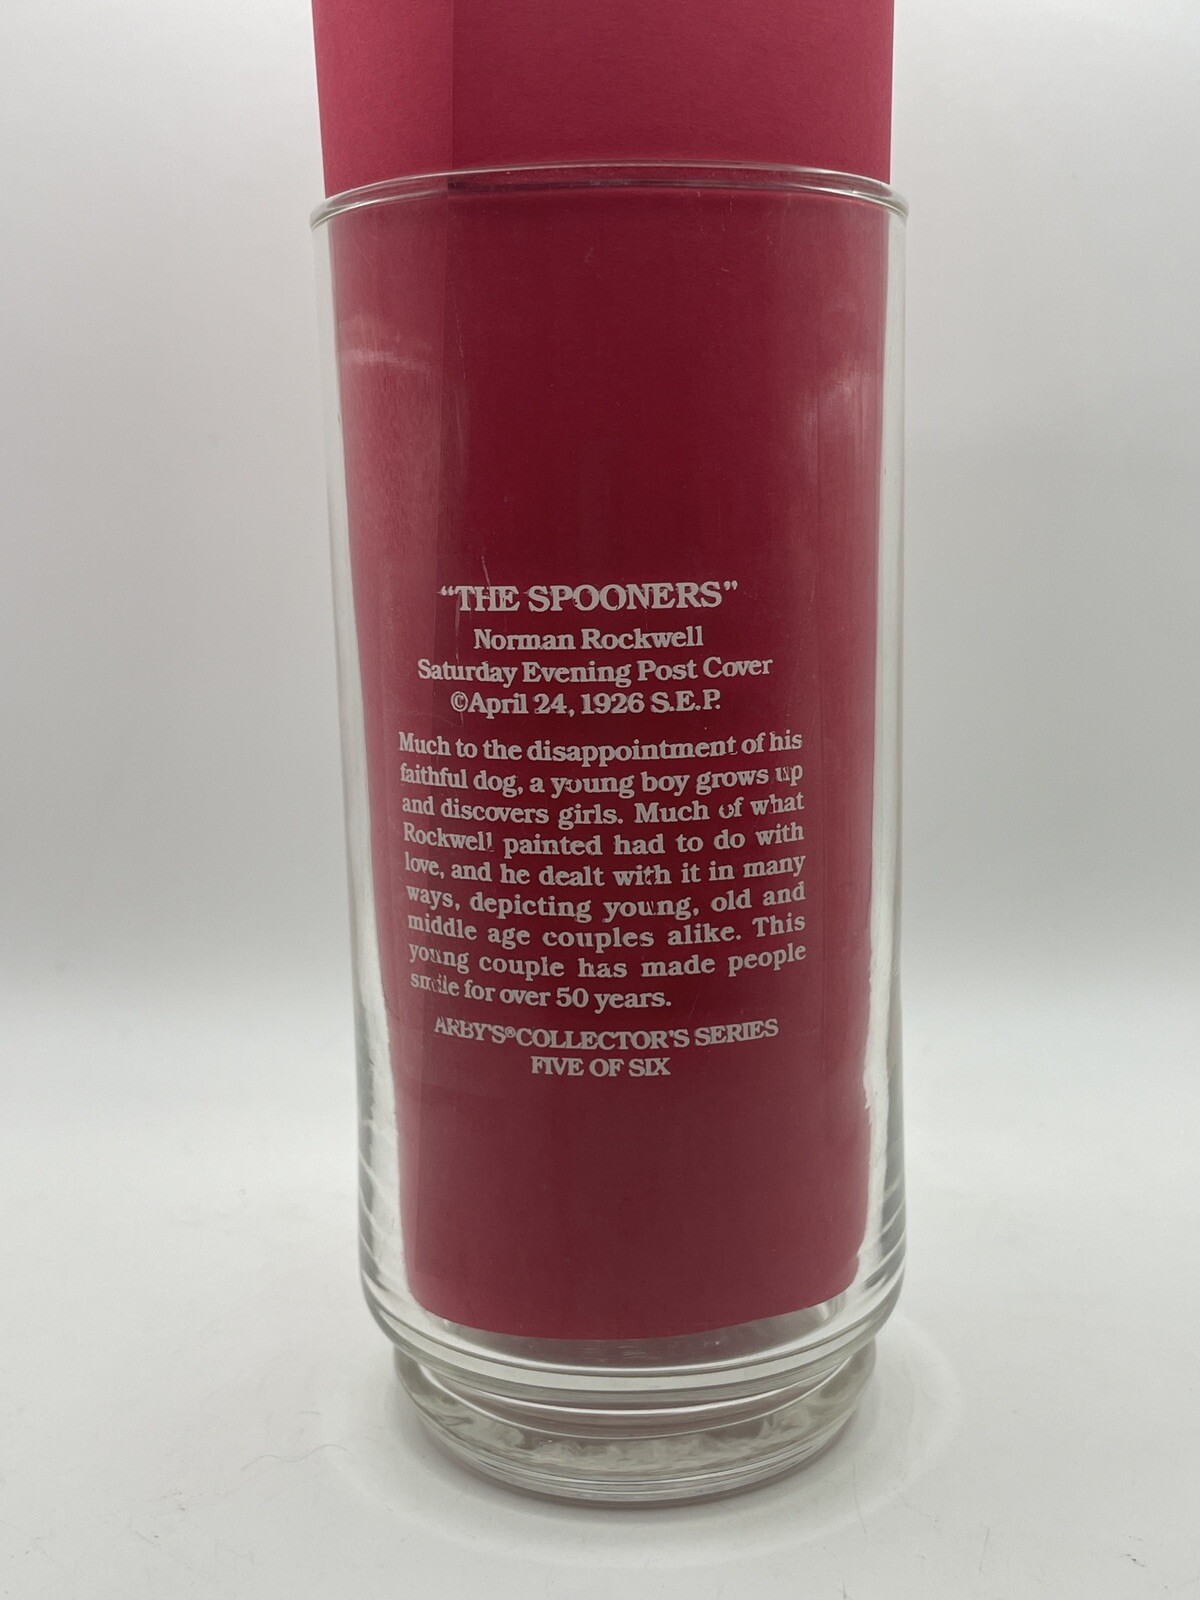 “THE SPOONERS”
Norman Rockwell
Saturday Evening Post Cover
©April 24, 1926 S.E.P.
Much to the disappointment of his
faithful dog, a young boy grows up
and discovers girls. Much of what
Rockwell painted had to do with
love, and he dealt with it in many
ways, depicting young, old and
middle age couples alike. This
young couple has made people
smile for over 50 years.
ARBY'S® COLLECTOR'S SERIES
FIVE OF SIX